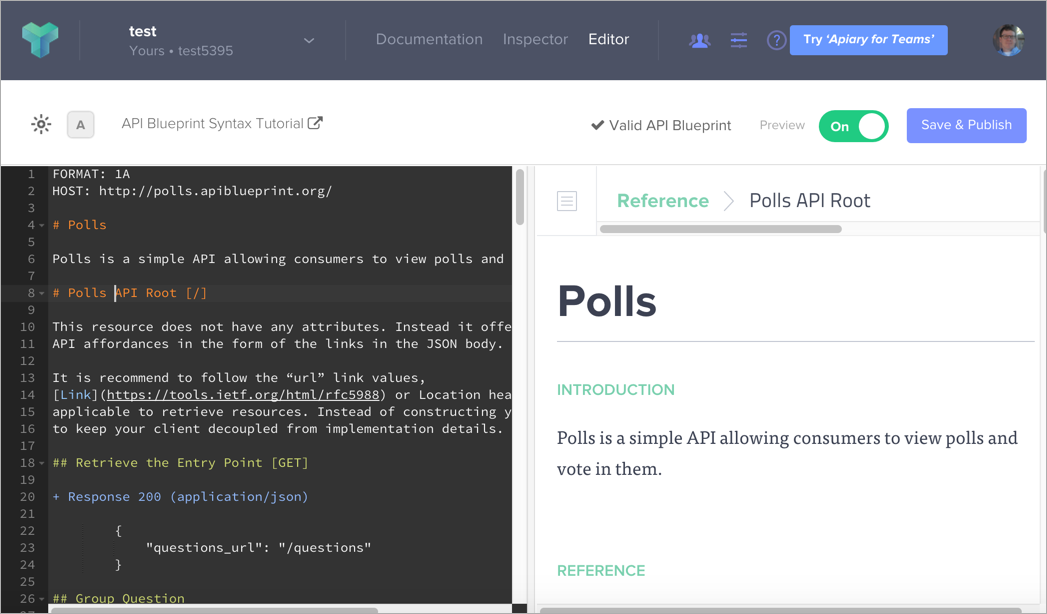 test
Yours • test5395
Documentation
Inspector
Editor
?
Try ‘Apiary for Teams’
A
API Blueprint Syntax Tutorial
Valid API Blueprint
Preview
On
Save & Publish
1 FORMAT: 1A
2 HOST: http://polls.apiblueprint.org/
3
4 # Polls
5
6 Polls is a simple API allowing consumers to view polls and
7
8 # Polls API Root [/]
9
10 This resource does not have any attributes. Instead it offe
11 API affordances in the form of the links in the JSON body.
12
13 It is recommend to follow the “url” link values,
14 [Link](https://tools.ietf.org/html/rfc5988) or Location hea
15 applicable to retrieve resources. Instead of constructing y
16 to keep your client decoupled from implementation details.
17
18 ## Retrieve the Entry Point [GET]
19
20 + Response 200 (application/json)
21
22 {
23 "questions_url": "/questions"
24 }
25
26 ## Group Question
Reference
Polls API Root
Polls
INTRODUCTION
Polls is a simple API allowing consumers to view polls and
vote in them.
REFERENCE